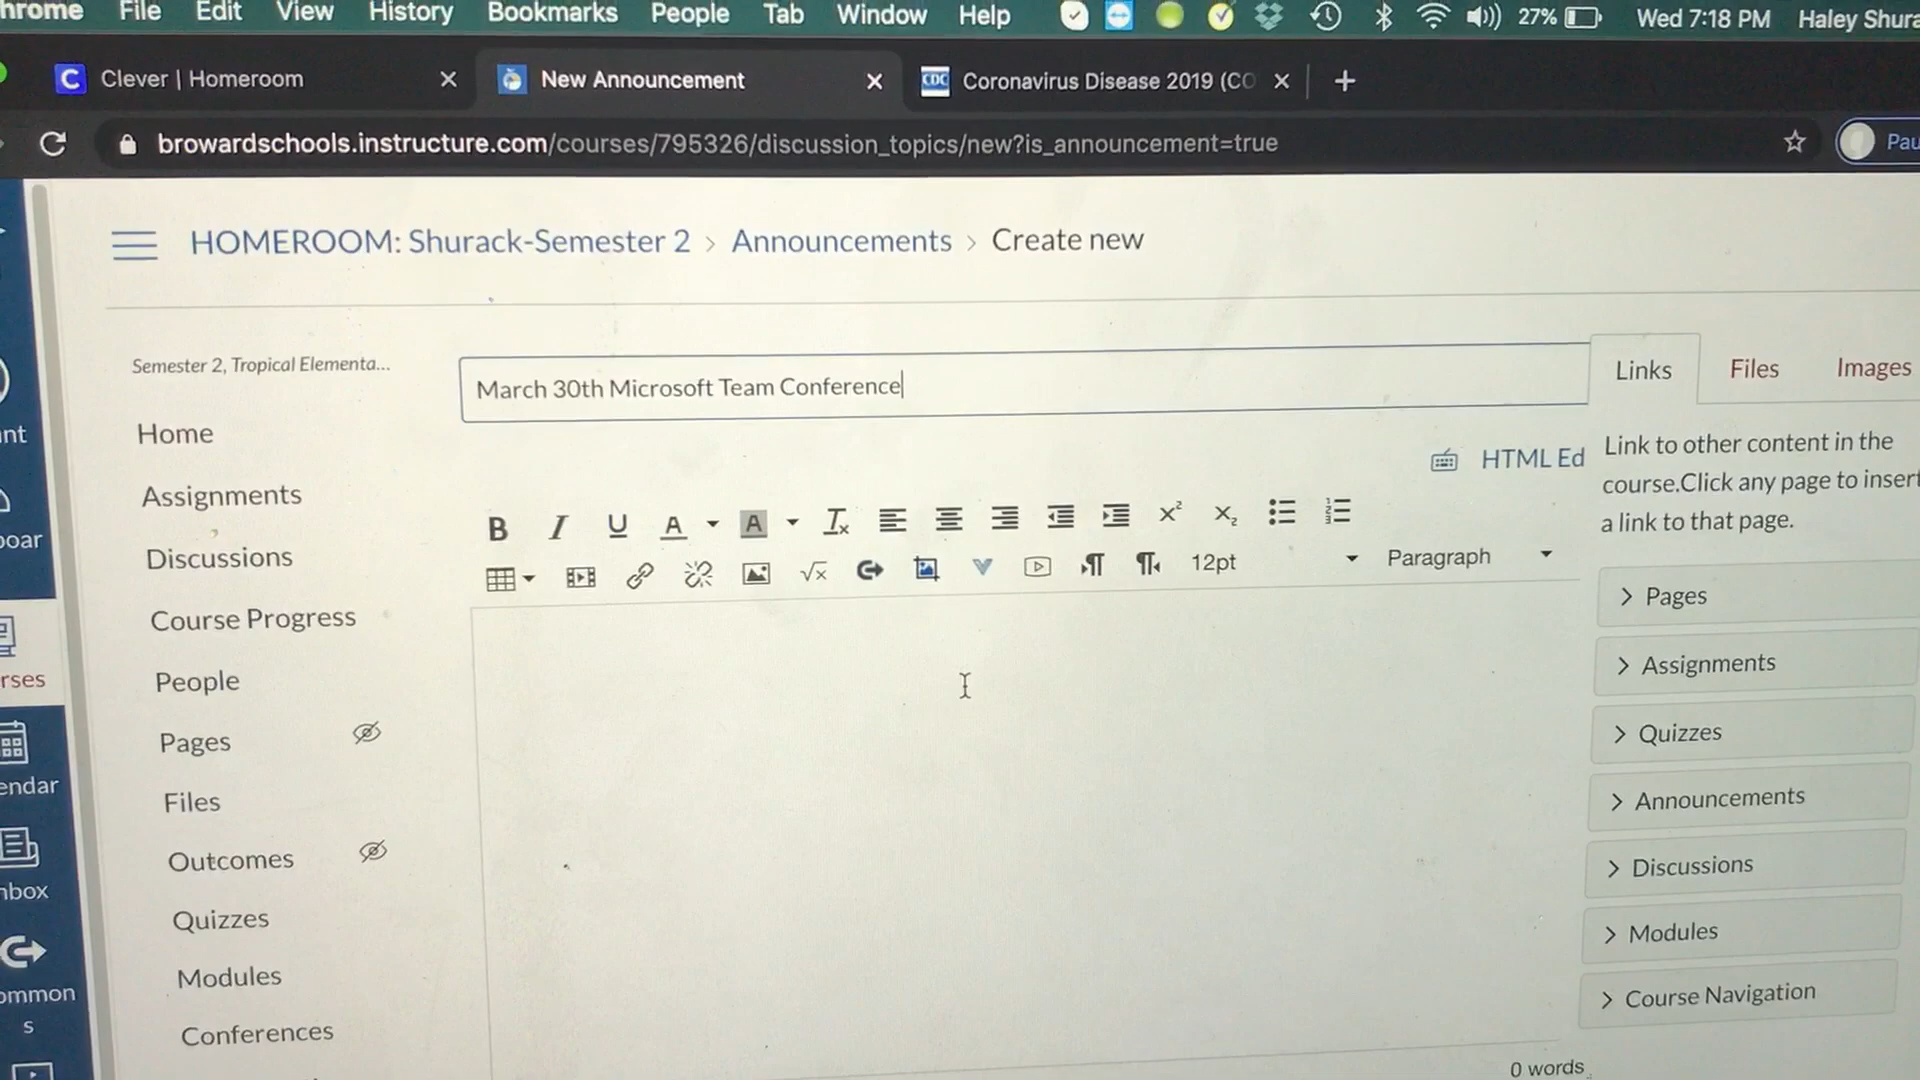 hrome File Edit View History Bookmarks People Tab Window Help 27% Wed 7:18 PM Haley Shura
Clever | Homeroom
New Announcement
CDC Coronavirus Disease 2019 (CO
browardschools.instructure.com/courses/795326/discussion_topics/new?is_announcement=true
Pau
HOMEROOM: Shurack-Semester 2 > Announcements > Create new
Semester 2, Tropical Elementa...
Home
Assignments
Discussions
Course Progress
People
Pages
Files
Outcomes
Quizzes
Modules
Conferences
nt
boar
rses
endar
nbox
ommon
s
March 30th Microsoft Team Conference
HTML Ed
B I U A A
12pt Paragraph
0 words
Links Files Images
Link to other content in the
course.Click any page to insert
a link to that page.
Pages
Assignments
Quizzes
Announcements
Discussions
Modules
Course Navigation